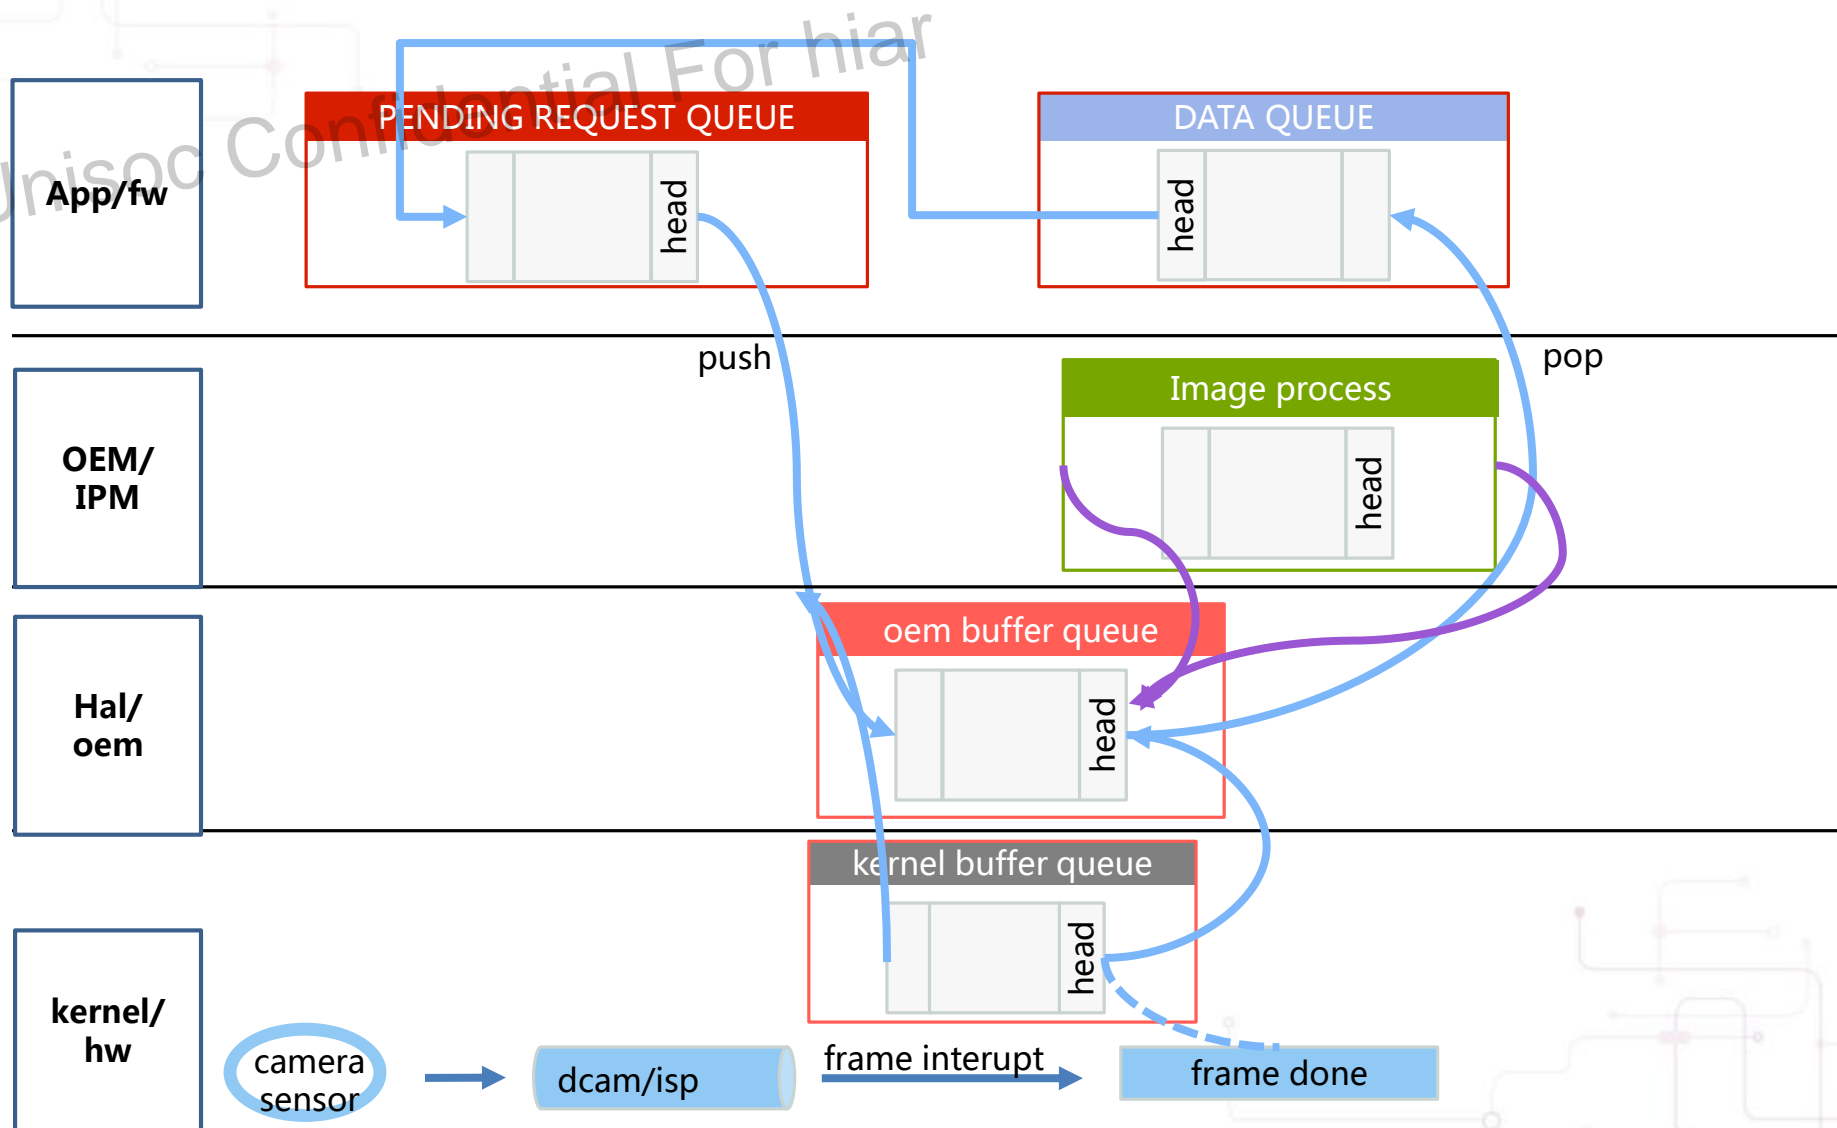 Unisoc Confidential For hiar
PENDING REQUEST QUEUE
DATA QUEUE
App/fw
head
head
push
pop
Image process
OEM/
IPM
head
oem buffer queue
Hal/
oem
head
kernel buffer queue
head
kernel/
hw
camera
sensor
dcam/isp
frame interupt
frame done